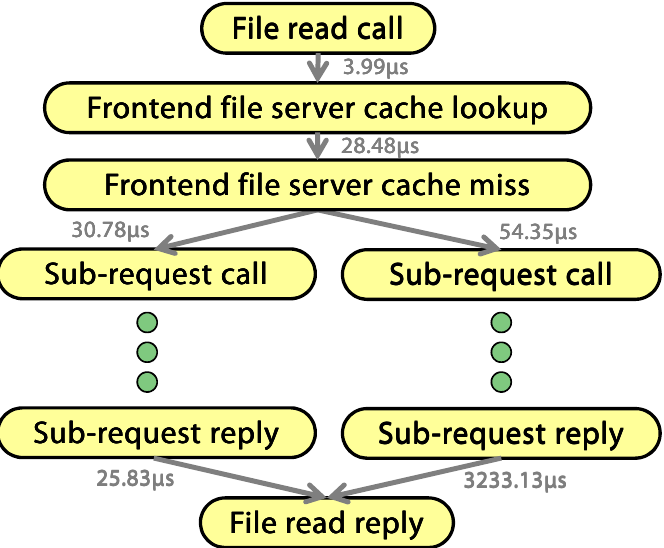 File read call
3.99µs
Frontend file server cache lookup
28.48µs
Frontend file server cache miss
30.78µs
54.35µs
Sub-request call
Sub-request call
Sub-request reply
Sub-request reply
25.83µs
3233.13µs
File read reply